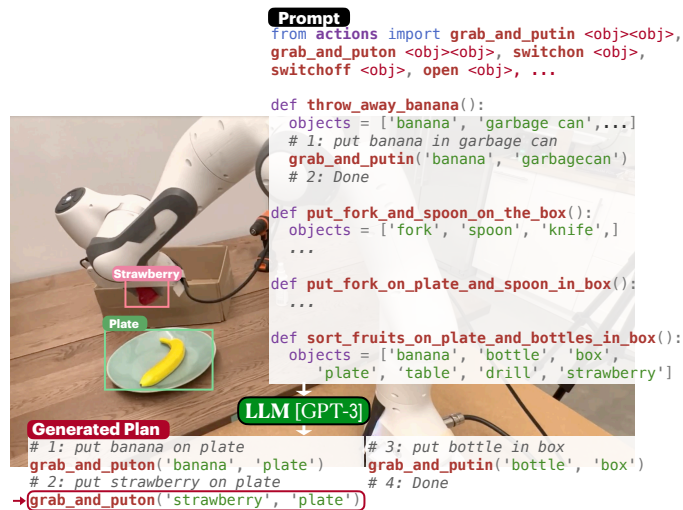 Prompt
from actions import grab_and_putin <obj><obj>,
grab_and_puton <obj><obj>, switchon <obj>,
switchoff <obj>, open <obj>, ...
def throw_away_banana():
objects = ['banana', 'garbage can',...]
# 1: put banana in garbage can
grab_and_putin('banana', 'garbagecan')
# 2: Done
def put_fork_and_spoon_on_the_box():
objects = ['fork', 'spoon', 'knife',]
...
def put_fork_on_plate_and_spoon_in_box():
...
def sort_fruits_on_plate_and_bottles_in_box():
objects = ['banana', 'bottle', 'box',
'plate', 'table', 'drill', 'strawberry']
Strawberry
Plate
LLM [GPT-3]
Generated Plan
# 1: put banana on plate
grab_and_puton('banana', 'plate')
# 2: put strawberry on plate
grab_and_puton('strawberry', 'plate')
# 3: put bottle in box
grab_and_putin('bottle', 'box')
# 4: Done